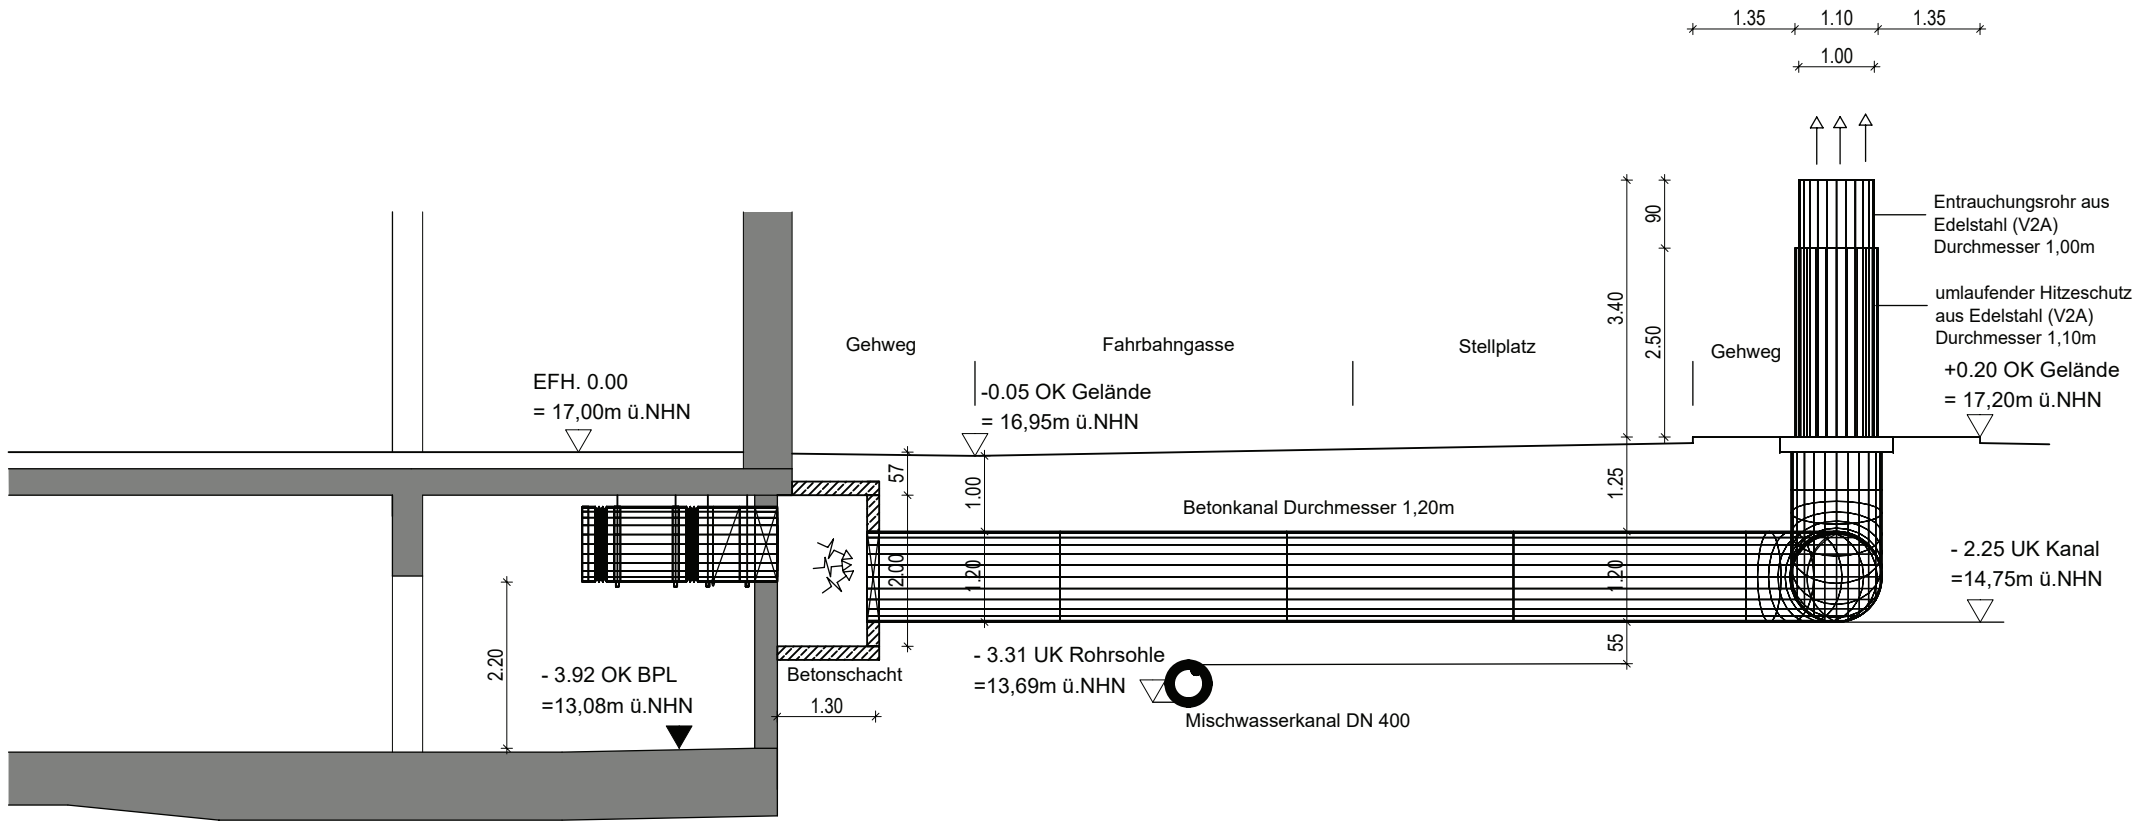 1.35
1.10
1.35
1.00
90
3.40
2.50
Entrauchungsrohr aus
Edelstahl (V2A)
Durchmesser 1,00m
umlaufender Hitzeschutz
aus Edelstahl (V2A)
Durchmesser 1,10m
+0.20 OK Gelände
= 17,20m ü.NHN
Gehweg
Fahrbahngasse
Stellplatz
Gehweg
EFH. 0.00
= 17,00m ü.NHN
-0.05 OK Gelände
= 16,95m ü.NHN
57
1.00
1.25
Betonkanal Durchmesser 1,20m
2.00
1.20
1.20
- 2.25 UK Kanal
=14,75m ü.NHN
55
2.20
- 3.92 OK BPL
=13,08m ü.NHN
Betonschacht
1.30
- 3.31 UK Rohrsohle
=13,69m ü.NHN
Mischwasserkanal DN 400